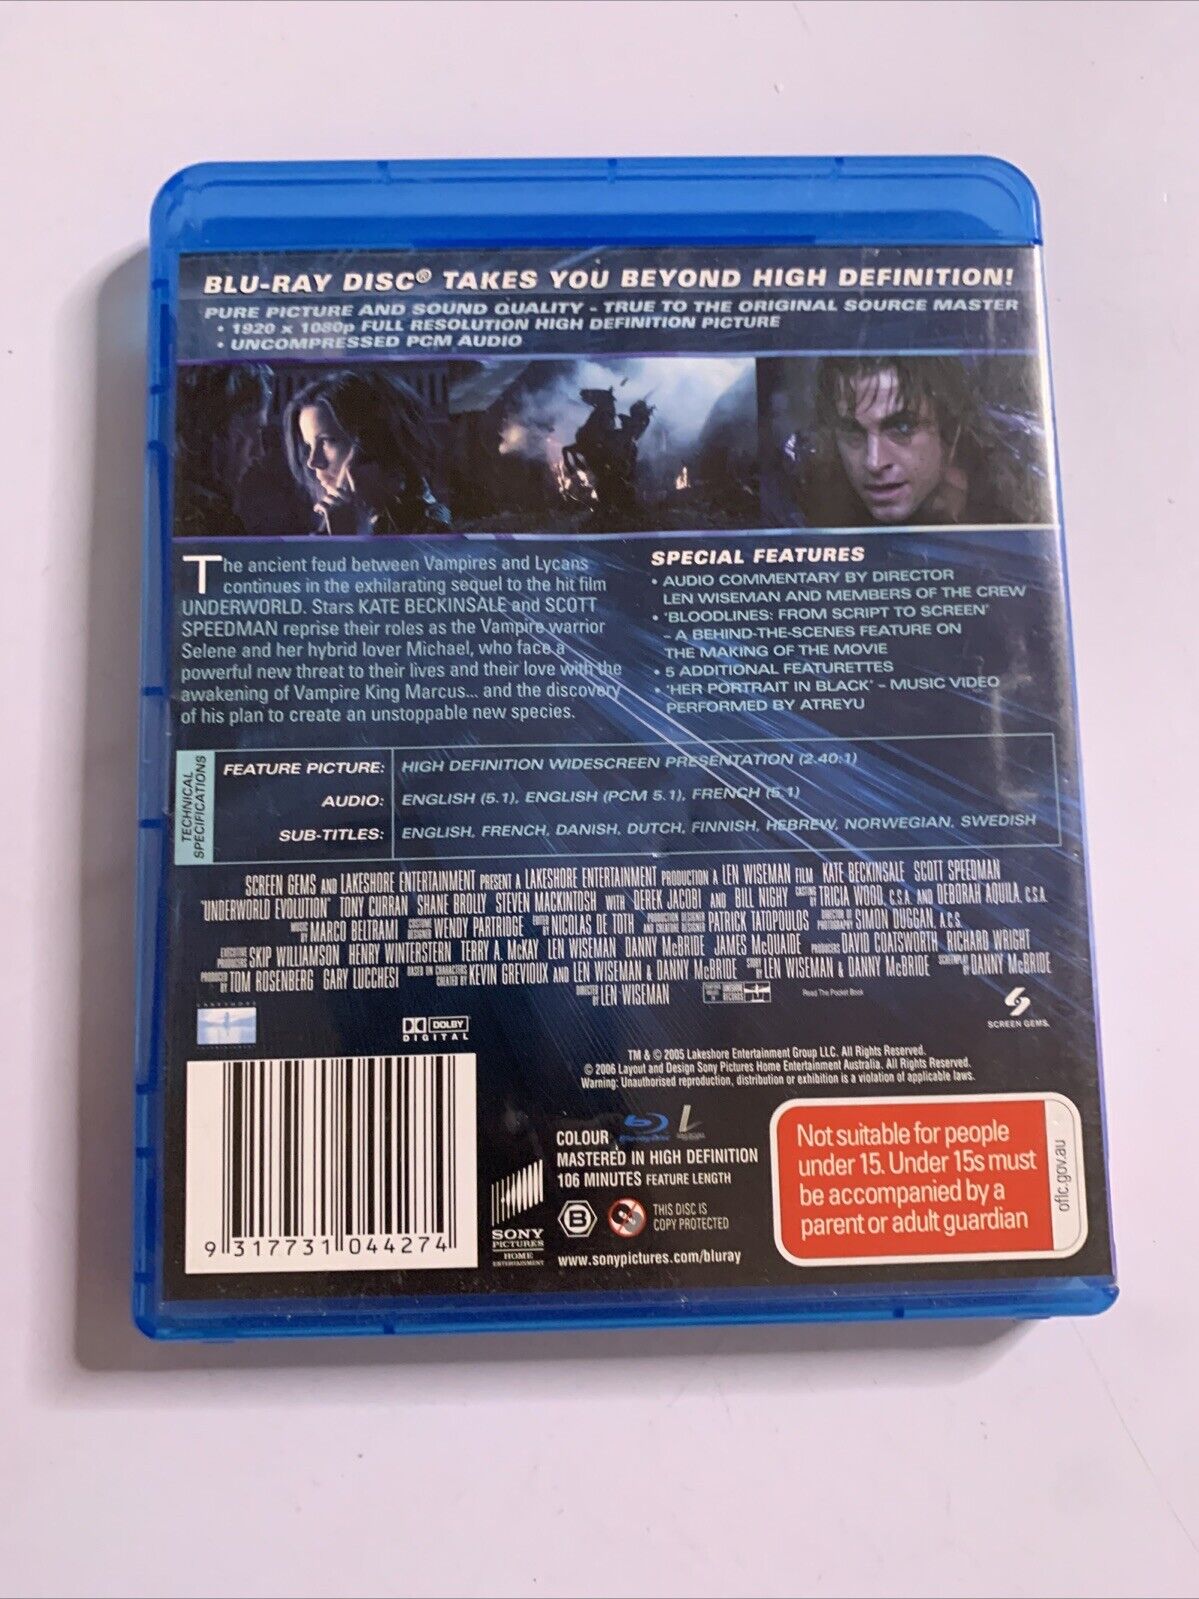 BLU-RAY DISC® TAKES YOU BEYOND HIGH DEFINITION!
PURE PICTURE AND SOUND QUALITY - TRUE TO THE ORIGINAL SOURCE MASTER
• 1920 x 1080p FULL RESOLUTION HIGH DEFINITION PICTURE
• UNCOMPRESSED PCM AUDIO
The ancient feud between Vampires and Lycans
continues in the exhilarating sequel to the hit film
UNDERWORLD. Stars KATE BECKINSALE and SCOTT
SPEEDMAN reprise their roles as the Vampire warrior
Selene and her hybrid lover Michael, who face a
powerful new threat to their lives and their love with the
awakening of Vampire King Marcus... and the discovery
of his plan to create an unstoppable new species.
SPECIAL FEATURES
• AUDIO COMMENTARY BY DIRECTOR
LEN WISEMAN AND MEMBERS OF THE CREW
• 'BLOODLINES: FROM SCRIPT TO SCREEN'
– A BEHIND-THE-SCENES FEATURE ON
THE MAKING OF THE MOVIE
• 5 ADDITIONAL FEATURETTES
• 'HER PORTRAIT IN BLACK' – MUSIC VIDEO
PERFORMED BY ATREYU
TECHNICAL
SPECIFICATIONS
FEATURE PICTURE: HIGH DEFINITION WIDESCREEN PRESENTATION (2.40:1)
AUDIO: ENGLISH (5.1), ENGLISH (PCM 5.1), FRENCH (5.1)
SUB-TITLES: ENGLISH, FRENCH, DANISH, DUTCH, FINNISH, HEBREW, NORWEGIAN, SWEDISH
SCREEN GEMS AND LAKESHORE ENTERTAINMENT PRESENT A LAKESHORE ENTERTAINMENT PRODUCTION A LEN WISEMAN FILM KATE BECKINSALE SCOTT SPEEDMAN
"UNDERWORLD EVOLUTION" TONY CURRAN SHANE BROLLY STEVEN MACKINTOSH WITH DEREK JACOBI AND BILL NIGHY CASTING BY TRICIA WOOD, C.S.A. AND DEBORAH AQUILA, C.S.A.
MUSIC BY MARCO BELTRAMI COSTUME DESIGNER WENDY PARTRIDGE EDITED BY NICOLAS DE TOTH PRODUCTION DESIGNER AND CREATURE DESIGNER PATRICK TATOPOULOS DIRECTOR OF PHOTOGRAPHY SIMON DUGGAN, A.C.S.
EXECUTIVE PRODUCERS SKIP WILLIAMSON HENRY WINTERSTERN TERRY A. McKAY LEN WISEMAN DANNY McBRIDE JAMES McQUAIDE PRODUCERS DAVID COATSWORTH RICHARD WRIGHT
PRODUCED BY TOM ROSENBERG GARY LUCCHESI BASED ON CHARACTERS CREATED BY KEVIN GREVIOUX AND LEN WISEMAN & DANNY McBRIDE STORY BY LEN WISEMAN & DANNY McBRIDE SCREENPLAY BY DANNY McBRIDE
DIRECTED BY LEN WISEMAN
LAKESHORE RECORDS
Read The Pocket Book
LAKESHORE
DOLBY
DIGITAL
SCREEN GEMS
TM & © 2005 Lakeshore Entertainment Group LLC. All Rights Reserved.
© 2006 Layout and Design Sony Pictures Home Entertainment Australia. All Rights Reserved.
Warning: Unauthorised reproduction, distribution or exhibition is a violation of applicable laws.
9 317731 044274
SONY
PICTURES
HOME
ENTERTAINMENT
COLOUR Blu-ray Disc
MASTERED IN HIGH DEFINITION
106 MINUTES FEATURE LENGTH
B
THIS DISC IS
COPY PROTECTED
www.sonypictures.com/bluray
Not suitable for people
under 15. Under 15s must
be accompanied by a
parent or adult guardian
oflc.gov.au